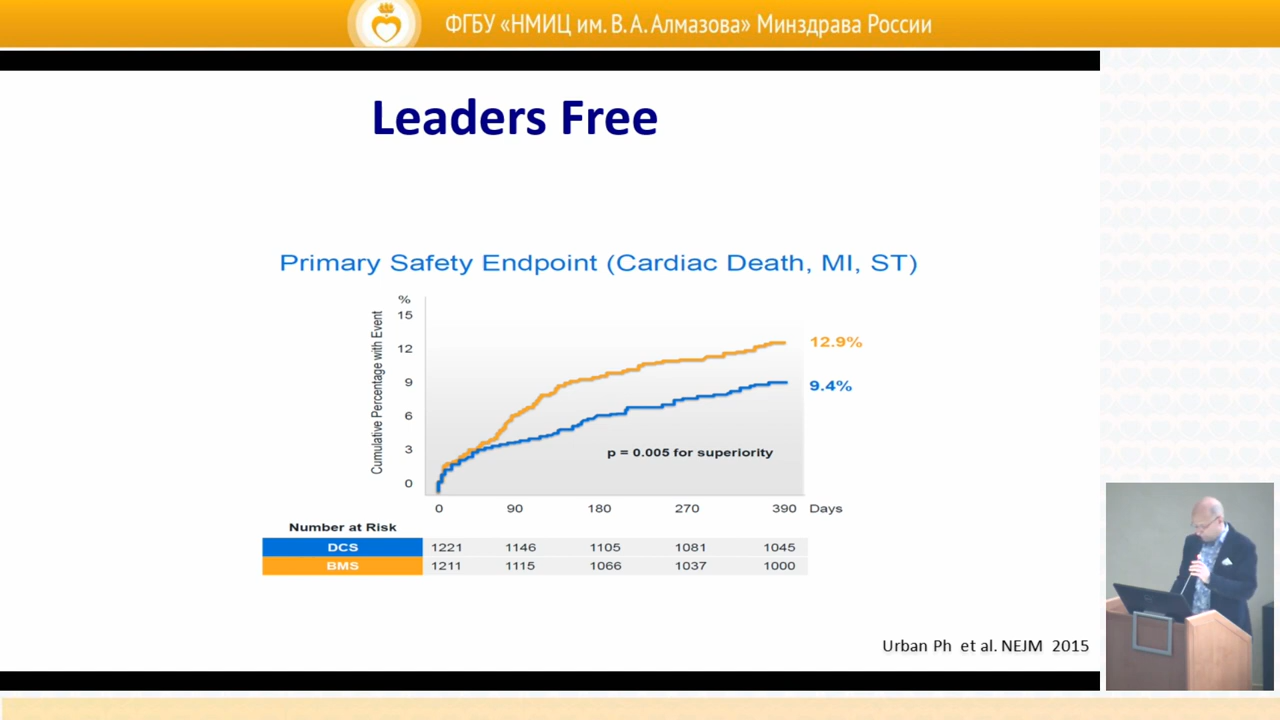 ФГБУ «НМИЦ им. В. А. Алмазова» Минздрава России
Leaders Free
Primary Safety Endpoint (Cardiac Death, MI, ST)
Cumulative Percentage with Event
%
15
12
9
6
3
0
12.9%
9.4%
p = 0.005 for superiority
0 90 180 270 390 Days
Number at Risk
DCS 1221 1146 1105 1081 1045
BMS 1211 1115 1066 1037 1000
Urban Ph et al. NEJM 2015